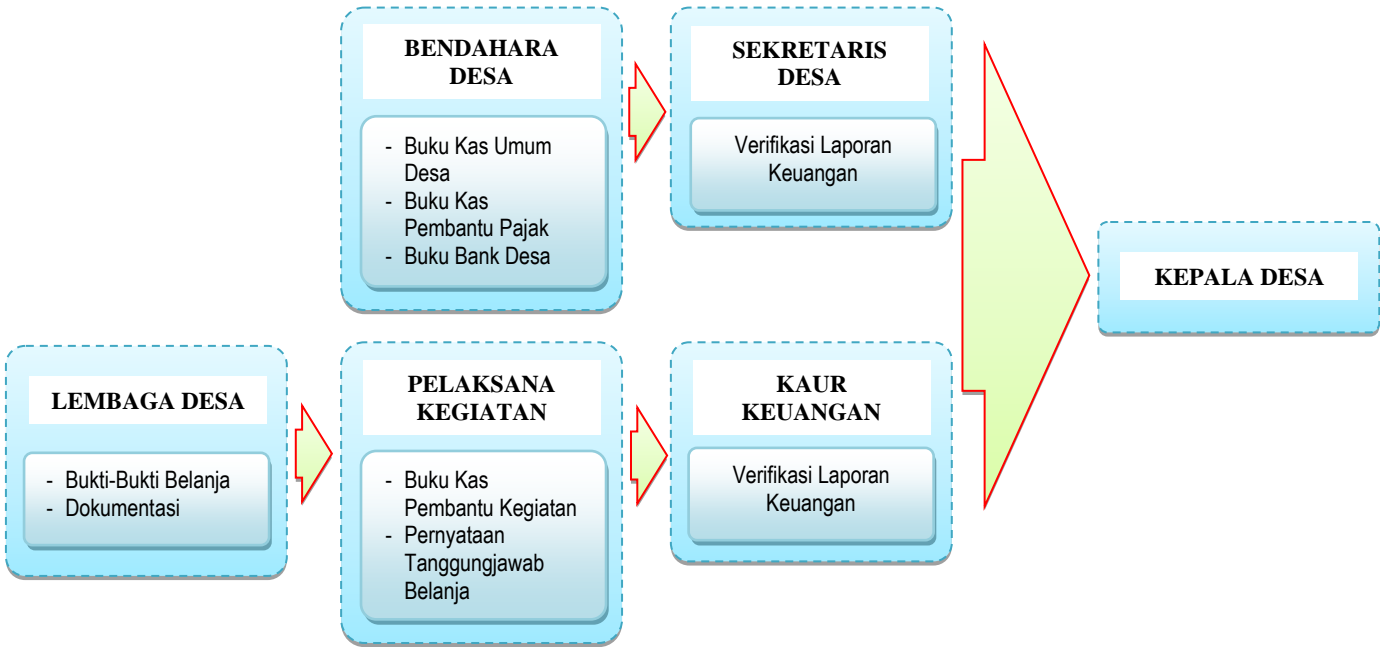 BENDAHARA
DESA
- Buku Kas Umum
Desa
- Buku Kas
Pembantu Pajak
- Buku Bank Desa
SEKRETARIS
DESA
Verifikasi Laporan
Keuangan
KEPALA DESA
LEMBAGA DESA
- Bukti-Bukti Belanja
- Dokumentasi
PELAKSANA
KEGIATAN
- Buku Kas
Pembantu Kegiatan
- Pernyataan
Tanggungjawab
Belanja
KAUR
KEUANGAN
Verifikasi Laporan
Keuangan